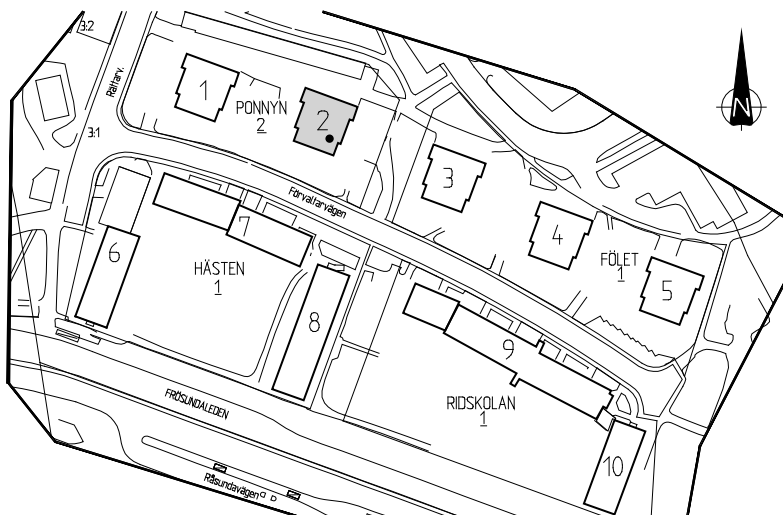 3:2
Rättarv.
3:1
1
PONNYN
2
2
N
3
4
FÖLET
1
5
Förvaltarvägen
6
7
HÄSTEN
1
8
9
RIDSKOLAN
1
10
FRÖSUNDALEDEN
Råsundavägen